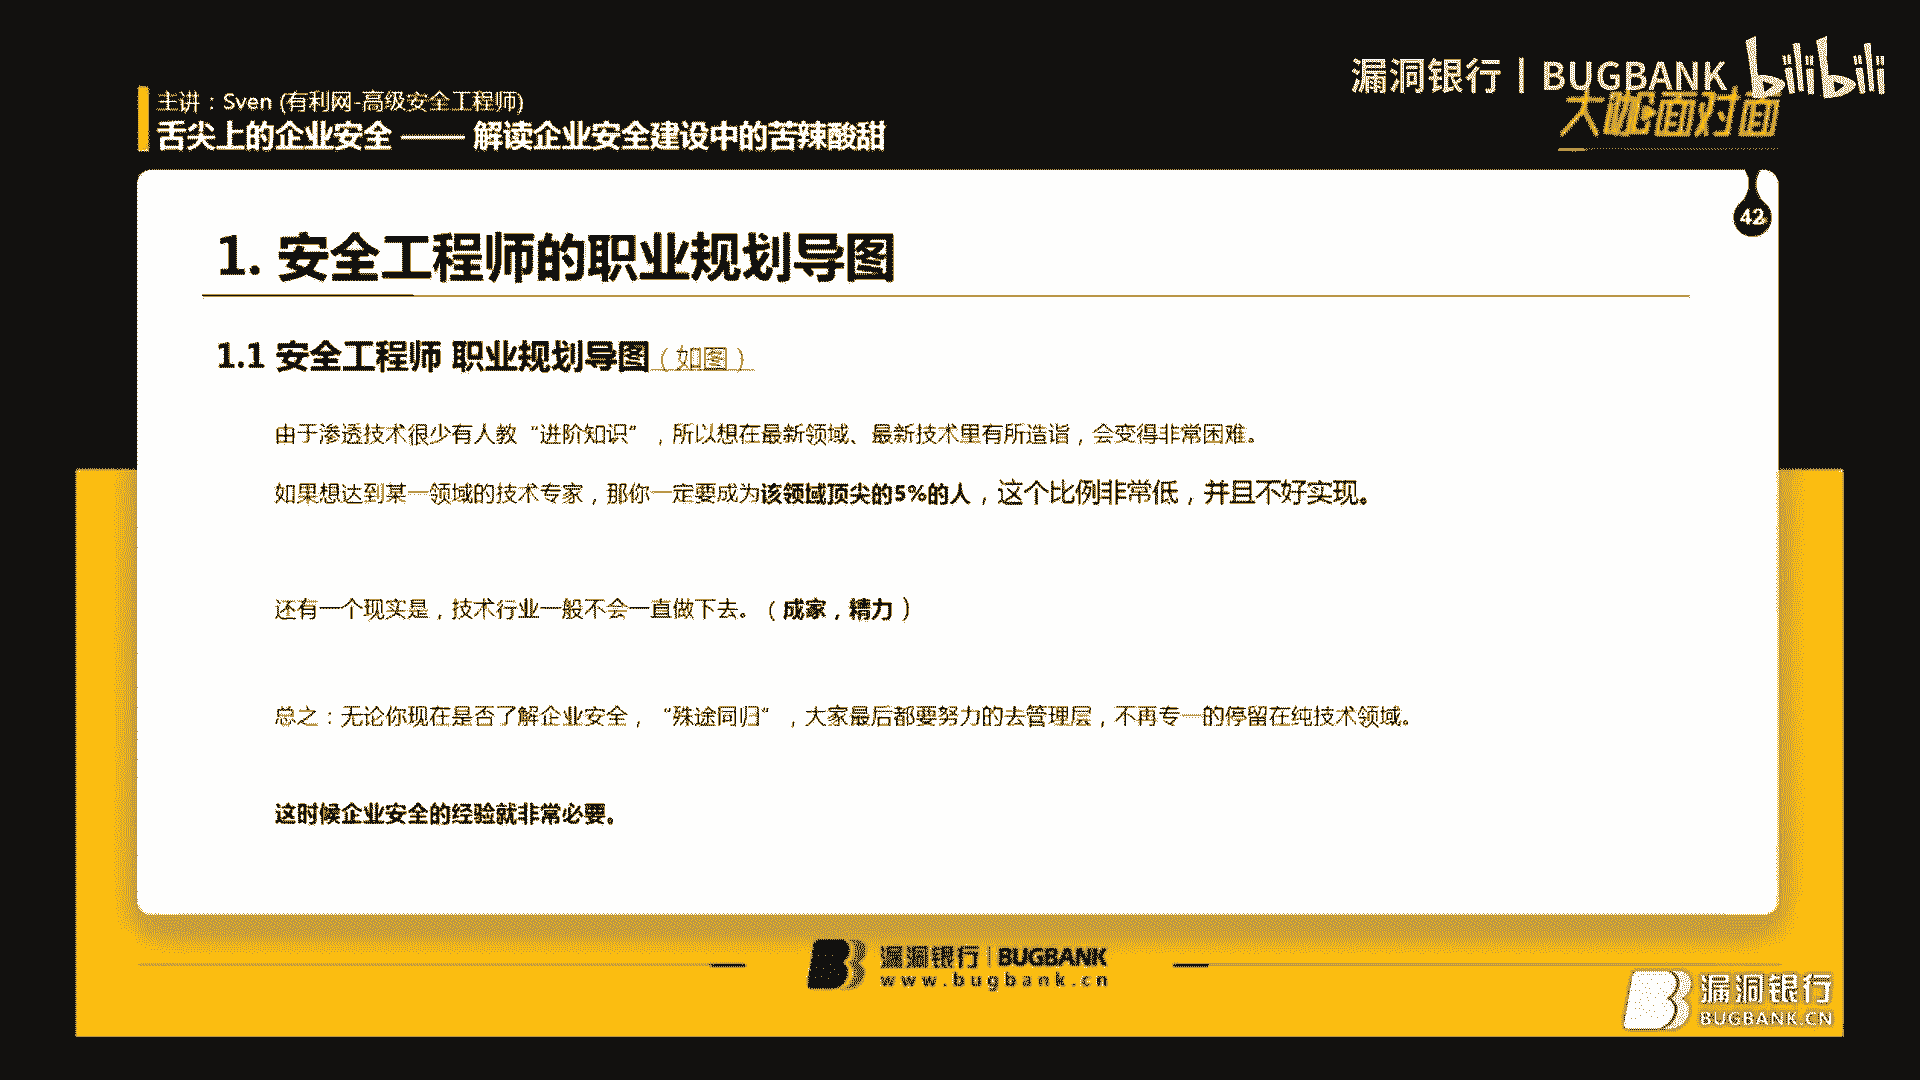 漏洞银行 | BUGBANK bilibili
大咖面对面
主讲：Sven (有利网-高级安全工程师)
舌尖上的企业安全 —— 解读企业安全建设中的苦辣酸甜
42
1. 安全工程师的职业规划导图
1.1 安全工程师 职业规划导图（如图）
由于渗透技术很少有人教“进阶知识”，所以想在最新领域、最新技术里有所造诣，会变得非常困难。
如果想达到某一领域的技术专家，那你一定要成为该领域顶尖的5%的人，这个比例非常低，并且不好实现。
还有一个现实是，技术行业一般不会一直做下去。（成家，精力）
总之：无论你现在是否了解企业安全，“殊途同归”，大家最后都要努力的去管理层，不再专一的停留在纯技术领域。
这时候企业安全的经验就非常必要。
漏洞银行 | BUGBANK
www.bugbank.cn
漏洞银行
BUGBANK.CN